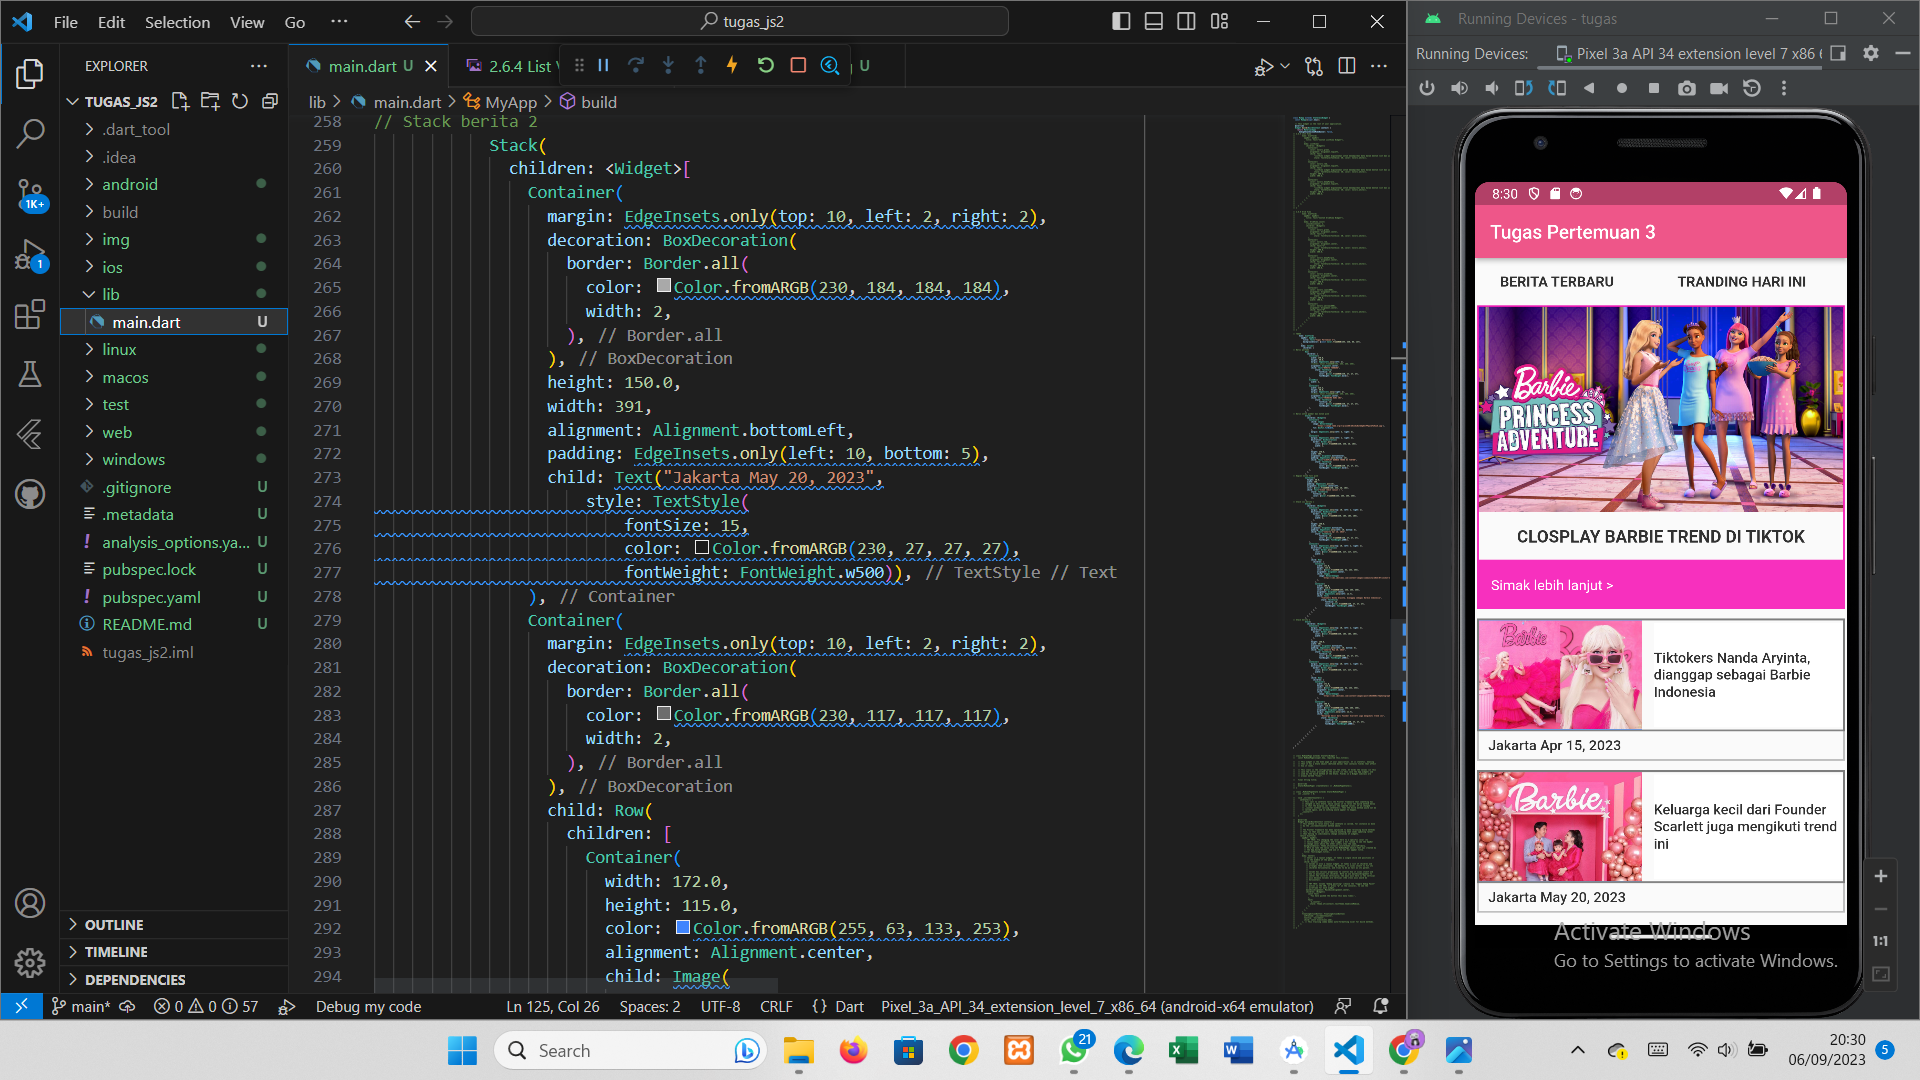 File Edit Selection View Go ···
tugas_js2
EXPLORER
main.dart U
2.6.4 List
U
TUGAS_JS2
lib > main.dart > MyApp > build
.dart_tool
.idea
android
build
img
ios
lib
main.dart U
linux
macos
test
web
windows
.gitignore U
.metadata U
analysis_options.ya... U
pubspec.lock U
pubspec.yaml U
README.md U
tugas_js2.iml
OUTLINE
TIMELINE
DEPENDENCIES
1K+
1
258 // Stack berita 2
259 Stack(
260 children: <Widget>[
261 Container(
262 margin: EdgeInsets.only(top: 10, left: 2, right: 2),
263 decoration: BoxDecoration(
264 border: Border.all(
265 color: Color.fromARGB(230, 184, 184, 184),
266 width: 2,
267 ), // Border.all
268 ), // BoxDecoration
269 height: 150.0,
270 width: 391,
271 alignment: Alignment.bottomLeft,
272 padding: EdgeInsets.only(left: 10, bottom: 5),
273 child: Text("Jakarta May 20, 2023",
274 style: TextStyle(
275 fontSize: 15,
276 color: Color.fromARGB(230, 27, 27, 27),
277 fontWeight: FontWeight.w500)), // TextStyle // Text
278 ), // Container
279 Container(
280 margin: EdgeInsets.only(top: 10, left: 2, right: 2),
281 decoration: BoxDecoration(
282 border: Border.all(
283 color: Color.fromARGB(230, 117, 117, 117),
284 width: 2,
285 ), // Border.all
286 ), // BoxDecoration
287 child: Row(
288 children: [
289 Container(
290 width: 172.0,
291 height: 115.0,
292 color: Color.fromARGB(255, 63, 133, 253),
293 alignment: Alignment.center,
294 child: Image(
main* 0 0 57 Debug my code Ln 125, Col 26 Spaces: 2 UTF-8 CRLF {} Dart Pixel_3a_API_34_extension_level_7_x86_64 (android-x64 emulator)
Running Devices - tugas
Running Devices: Pixel 3a API 34 extension level 7 x86
8:30
Tugas Pertemuan 3
BERITA TERBARU TRANDING HARI INI
Barbie
PRINCESS
ADVENTURE
CLOSPLAY BARBIE TREND DI TIKTOK
Simak lebih lanjut >
Barbie
Tiktokers Nanda Aryinta,
dianggap sebagai Barbie
Indonesia
Jakarta Apr 15, 2023
Barbie
Keluarga kecil dari Founder
Scarlett juga mengikuti trend
ini
Jakarta May 20, 2023
Activate Windows
Go to Settings to activate Windows.
1:1
Search
21
20:30
06/09/2023
5